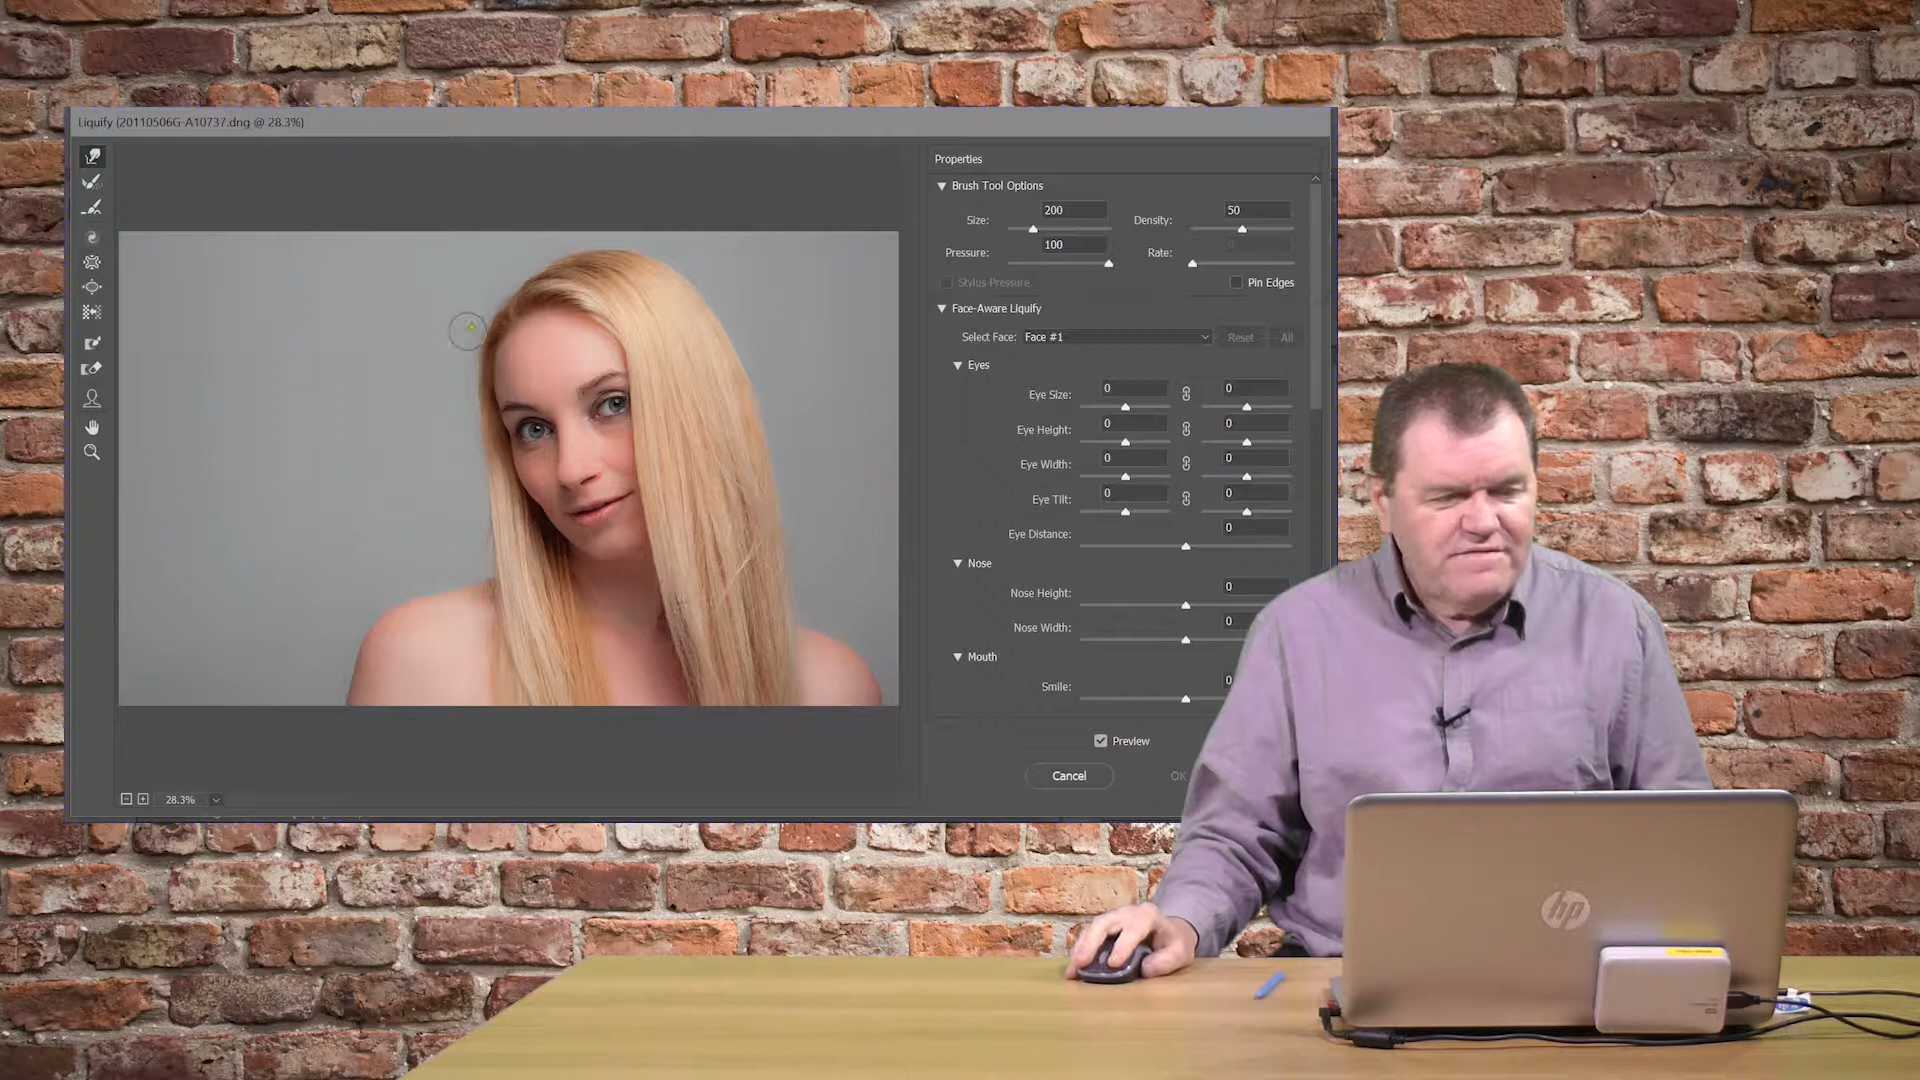 Liquify (20110506G-A10737.dng @ 28.3%)
Properties
Brush Tool Options
Size: 200 Density: 50
Pressure: 100 Rate: 0
Stylus Pressure Pin Edges
Face-Aware Liquify
Select Face: Face #1 Reset All
Eyes
Eye Size: 0 0
Eye Height: 0 0
Eye Width: 0 0
Eye Tilt: 0 0
Eye Distance: 0
Nose
Nose Height: 0
Nose Width: 0
Mouth
Smile: 0
Preview
Cancel OK
28.3%
hp